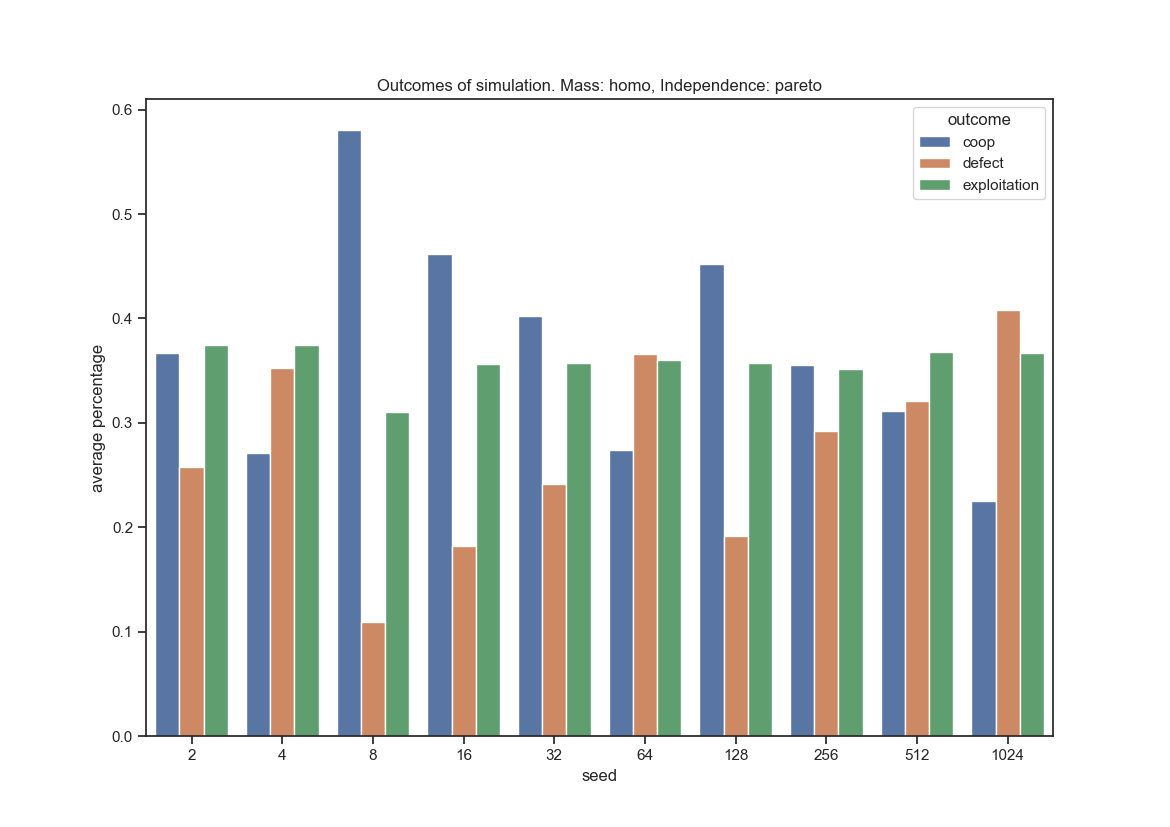 Outcomes of simulation. Mass: homo, Independence: pareto
outcome
coop
defect
exploitation
average percentage
0.6
0.5
0.4
0.3
0.2
0.1
0.0
2 4 8 16 32 64 128 256 512 1024
seed